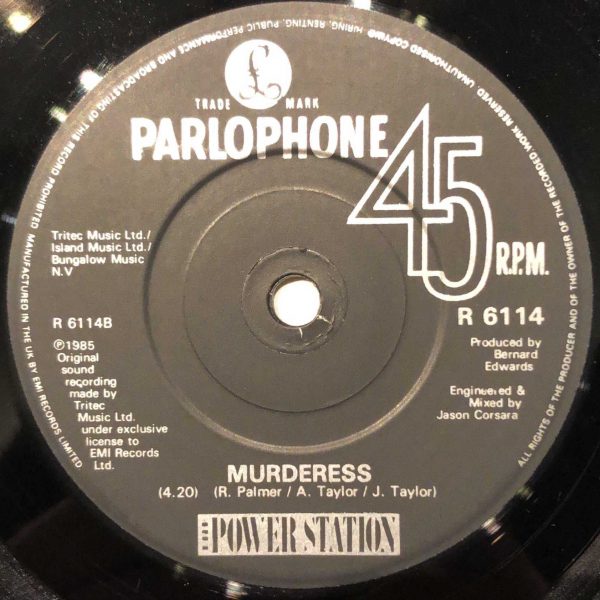 ALL RIGHTS OF THE PRODUCER AND OF THE OWNER OF THE RECORDED WORK RESERVED. UNAUTHORISED COPYING, HIRING, RENTING, PUBLIC PERFORMANCE AND BROADCASTING OF THIS RECORD PROHIBITED. MANUFACTURED IN THE UK BY EMI RECORDS LIMITED
£
TRADE MARK
PARLOPHONE
45
R.P.M.
Tritec Music Ltd./
Island Music Ltd./
Bungalow Music
N.V
R 6114B
℗1985
Original
sound
recording
made by
Tritec
Music Ltd.
under exclusive
license to
EMI Records
Ltd.
R 6114
Produced by
Bernard
Edwards
Engineered &
Mixed by
Jason Corsara
MURDERESS
(4.20) (R. Palmer / A. Taylor / J. Taylor)
POWER STATION